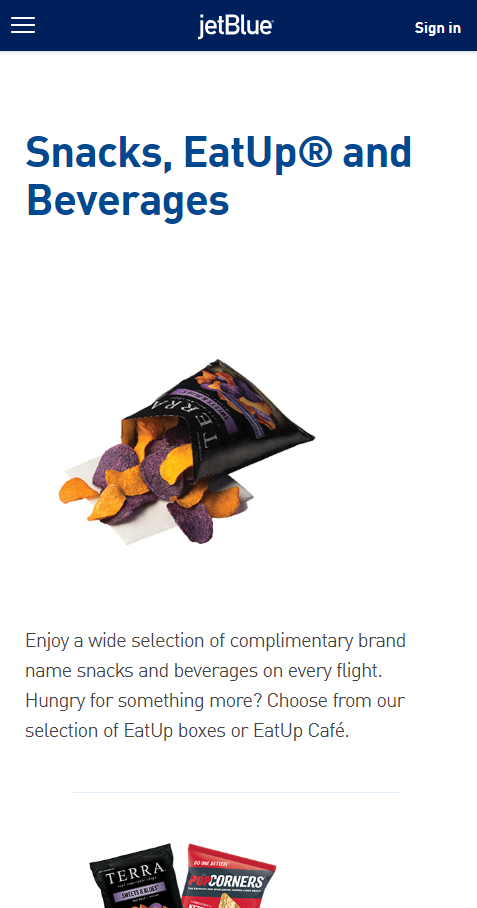 jetBlue
Sign in
Snacks, EatUp® and
Beverages
TERRA
Enjoy a wide selection of complimentary brand
name snacks and beverages on every flight.
Hungry for something more? Choose from our
selection of EatUp boxes or EatUp Café.
TERRA
SWEETS & BLUES
DO ONE BETTER
POPCORNERS